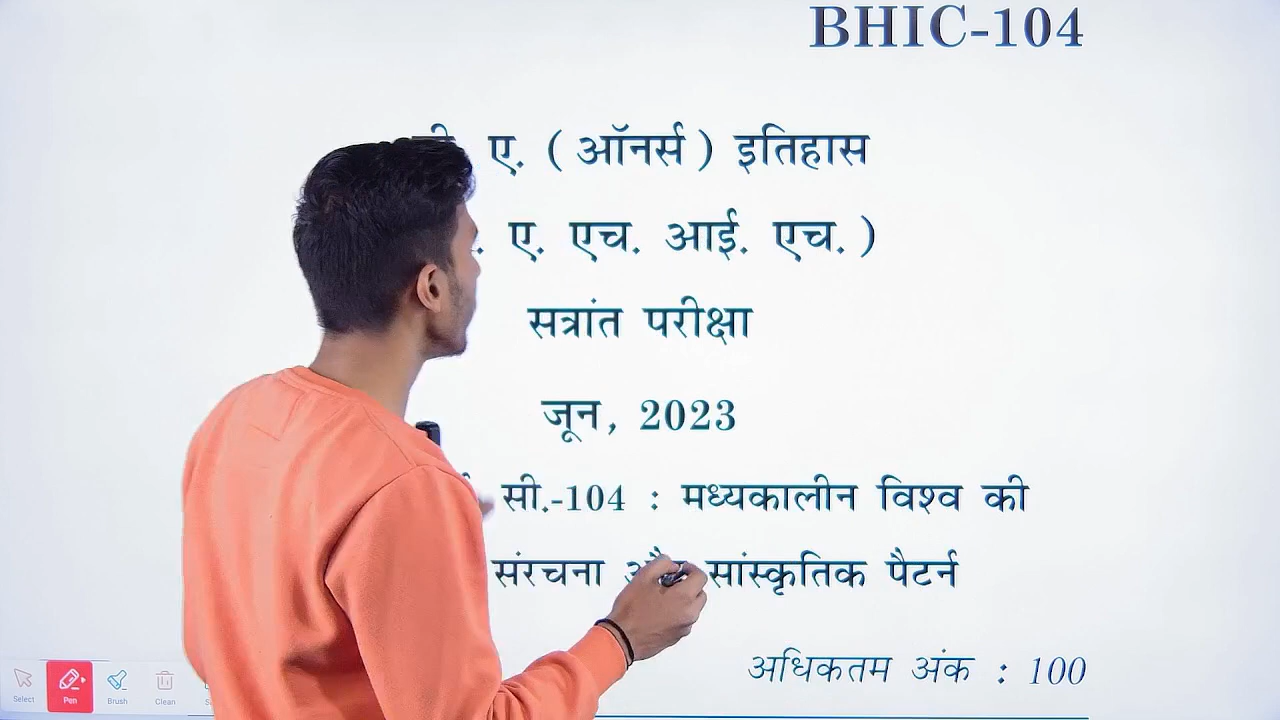 BHIC-104
ए. (ऑनर्स) इतिहास
ए. एच. आई. एच.)
सत्रांत परीक्षा
जून, 2023
सी.-104 : मध्यकालीन विश्व की
संरचना और सांस्कृतिक पैटर्न
अधिकतम अंक : 100
Select
Pen
Brush
Clean